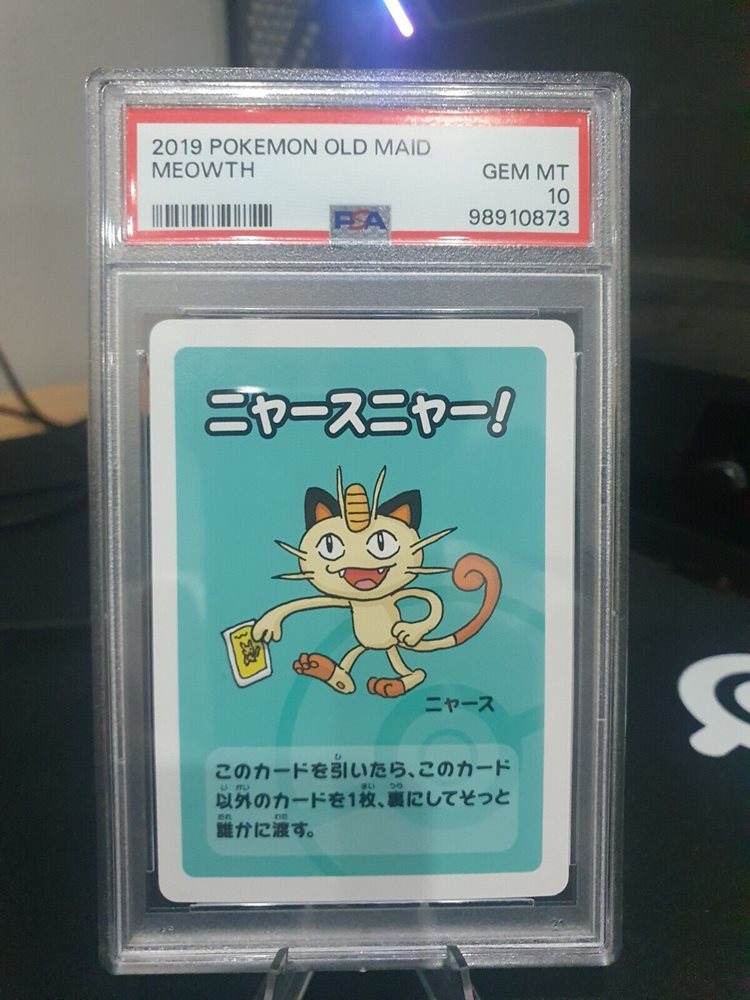 2019 POKEMON OLD MAID
MEOWTH
GEM MT
10
PSA
98910873
ニャースニャー!
ニャース
このカードを引いたら、このカード
以外のカードを1枚、裏にしてそっと
誰かに渡す。